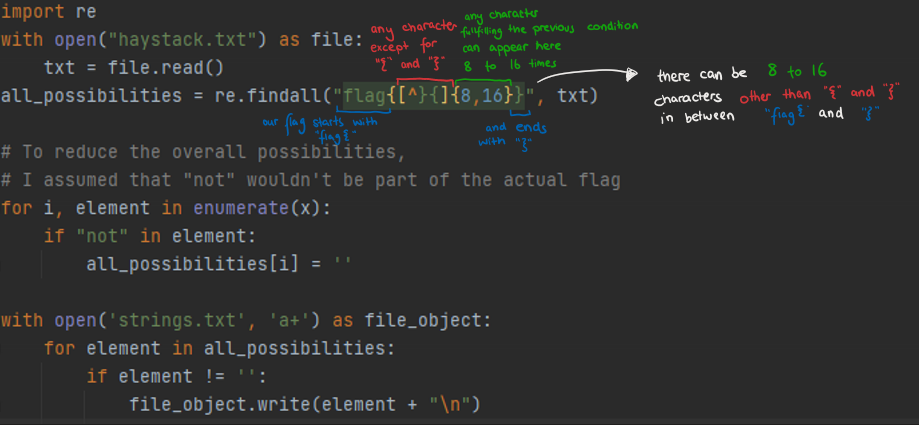 import re
with open("haystack.txt") as file:
    txt = file.read()
any character
except for
"{" and "}"
any character
fulfilling the previous condition
can appear here
8 to 16 times
all_possibilities = re.findall("flag{[^}{]{8,16}}", txt)
our flag starts with
"flag{"
and ends
with "}"
there can be 8 to 16
characters other than "{" and "}"
in between "flag{" and "}"
# To reduce the overall possibilities,
# I assumed that "not" wouldn't be part of the actual flag
for i, element in enumerate(x):
    if "not" in element:
        all_possibilities[i] = ''
with open('strings.txt', 'a+') as file_object:
    for element in all_possibilities:
        if element != '':
            file_object.write(element + "\n")